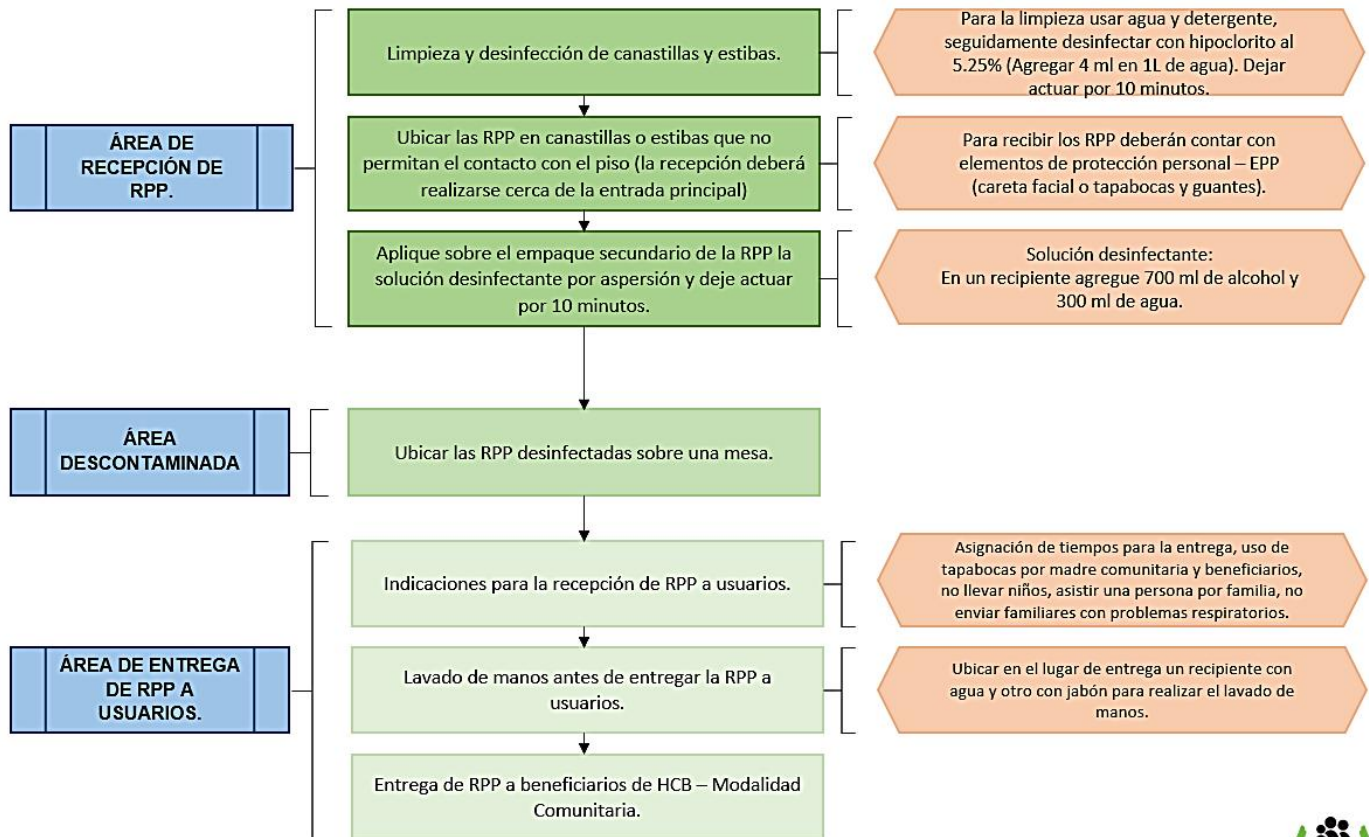 Limpieza y desinfección de canastillas y estibas.
Para la limpieza usar agua y detergente,
seguidamente desinfectar con hipoclorito al
5.25% (Agregar 4 ml en 1L de agua). Dejar
actuar por 10 minutos.
ÁREA DE
RECEPCIÓN DE
RPP.
Ubicar las RPP en canastillas o estibas que no
permitan el contacto con el piso (la recepción deberá
realizarse cerca de la entrada principal)
Para recibir los RPP deberán contar con
elementos de protección personal – EPP
(careta facial o tapabocas y guantes).
Aplique sobre el empaque secundario de la RPP la
solución desinfectante por aspersión y deje actuar
por 10 minutos.
Solución desinfectante:
En un recipiente agregue 700 ml de alcohol y
300 ml de agua.
ÁREA
DESCONTAMINADA
Ubicar las RPP desinfectadas sobre una mesa.
Indicaciones para la recepción de RPP a usuarios.
Asignación de tiempos para la entrega, uso de
tapabocas por madre comunitaria y beneficiarios,
no llevar niños, asistir una persona por familia, no
enviar familiares con problemas respiratorios.
ÁREA DE ENTREGA
DE RPP A
USUARIOS.
Lavado de manos antes de entregar la RPP a
usuarios.
Ubicar en el lugar de entrega un recipiente con
agua y otro con jabón para realizar el lavado de
manos.
Entrega de RPP a beneficiarios de HCB – Modalidad
Comunitaria.